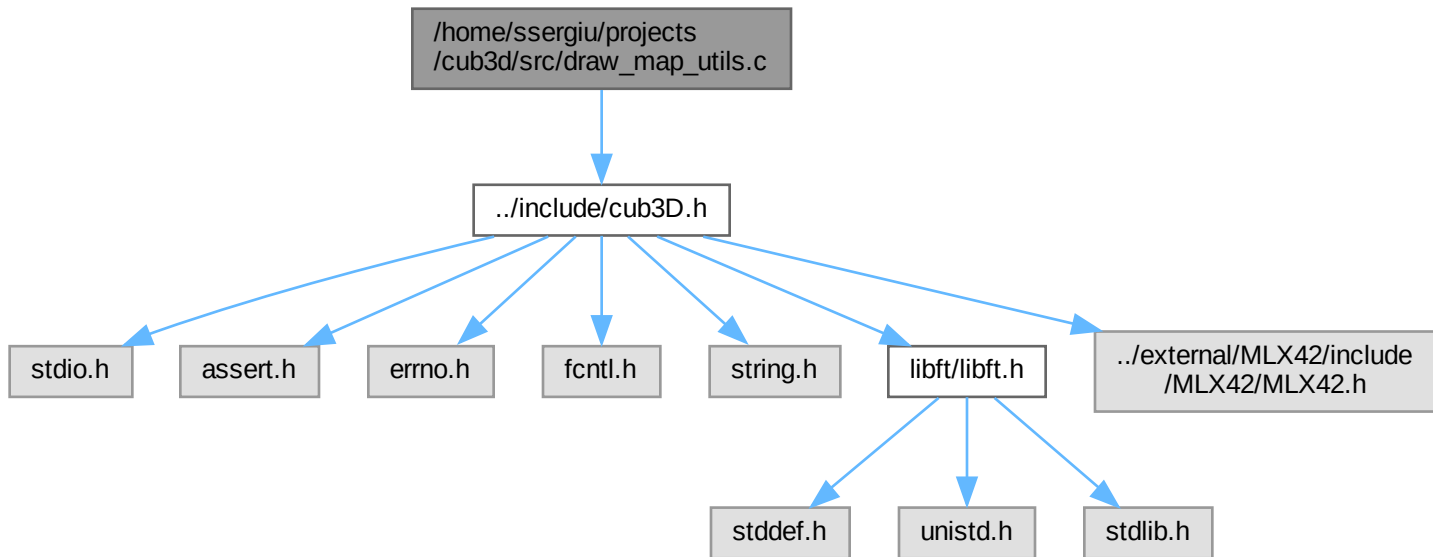 /home/ssergiu/projects
/cub3d/src/draw_map_utils.c
../include/cub3D.h
stdio.h
assert.h
errno.h
fcntl.h
string.h
libft/libft.h
../external/MLX42/include
/MLX42/MLX42.h
stddef.h
unistd.h
stdlib.h